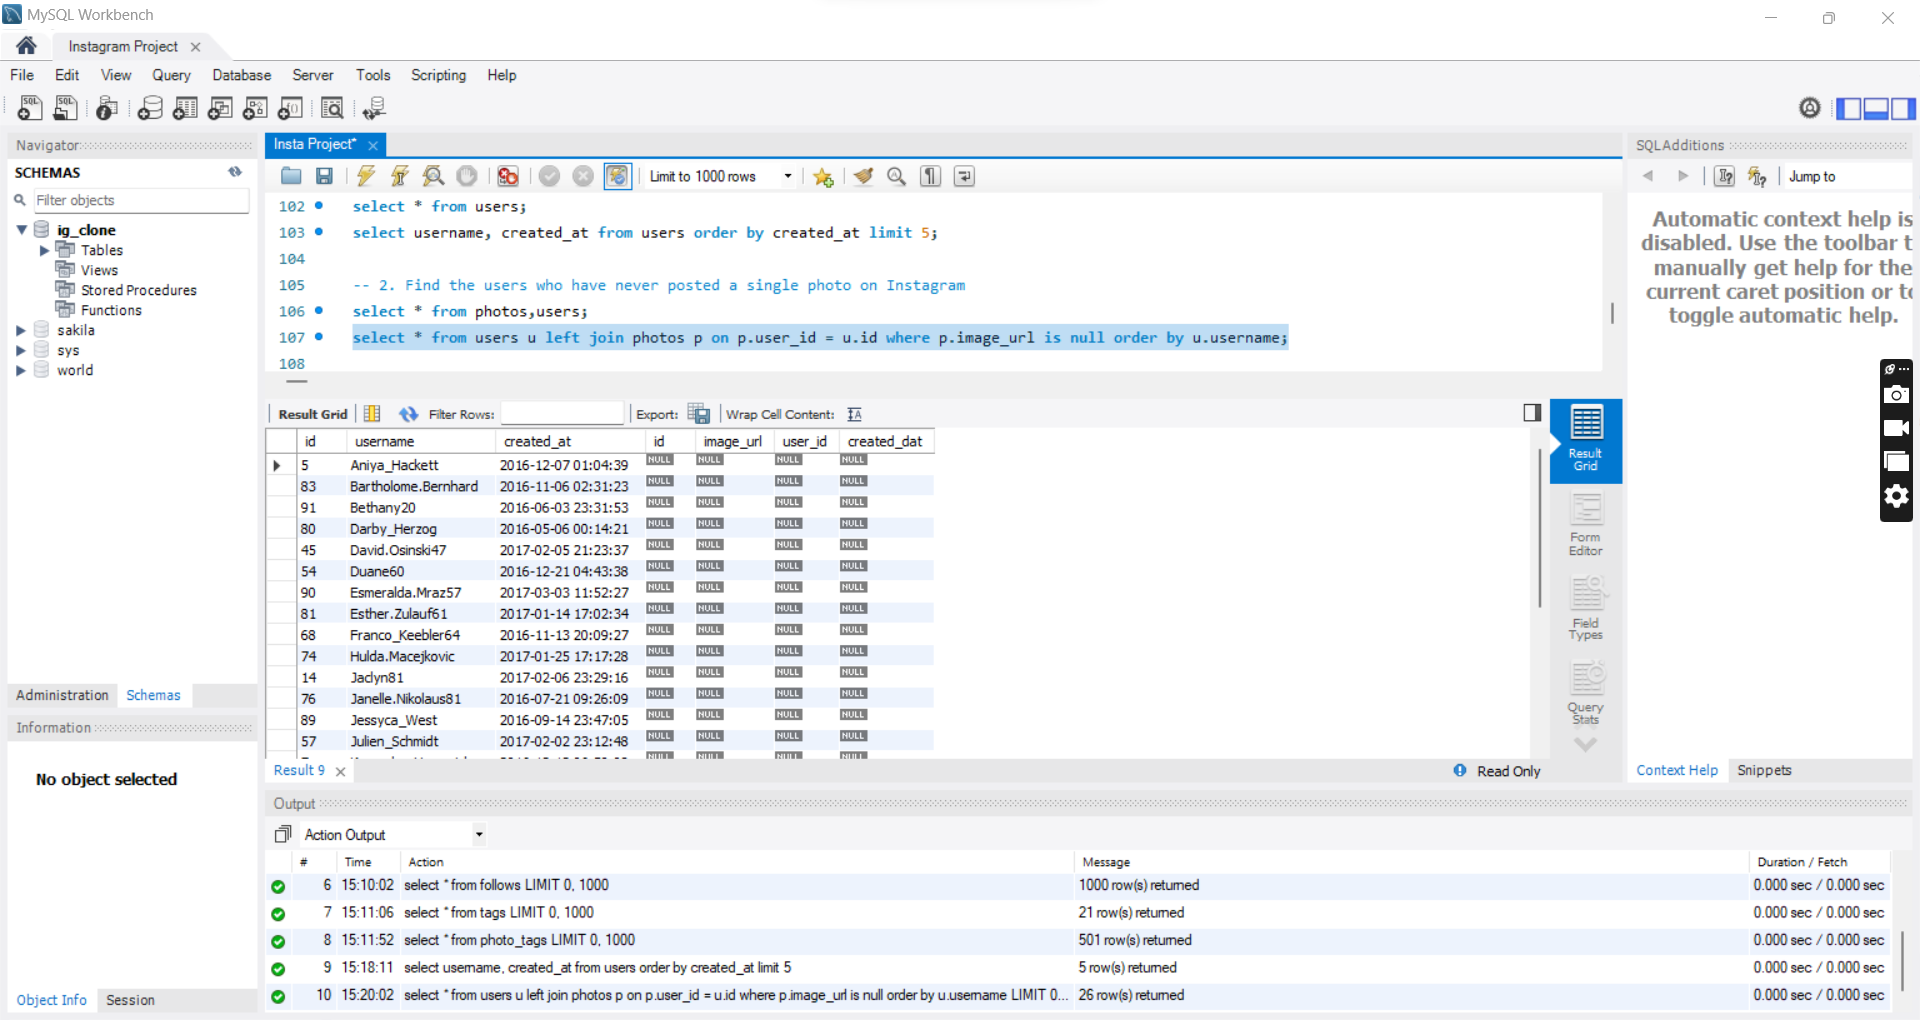 MySQL Workbench
Instagram Project
File Edit View Query Database Server Tools Scripting Help
Navigator
SCHEMAS
Filter objects
ig_clone
Tables
Views
Stored Procedures
Functions
sakila
sys
world
Administration Schemas
Information
No object selected
Object Info Session
Insta Project*
Limit to 1000 rows
102 select * from users;
103 select username, created_at from users order by created_at limit 5;
104
105 -- 2. Find the users who have never posted a single photo on Instagram
106 select * from photos,users;
107 select * from users u left join photos p on p.user_id = u.id where p.image_url is null order by u.username;
108
Result Grid Filter Rows: Export: Wrap Cell Content:
id username created_at id image_url user_id created_dat
5 Aniya_Hackett 2016-12-07 01:04:39 NULL NULL NULL NULL
83 Bartholome.Bernhard 2016-11-06 02:31:23 NULL NULL NULL NULL
91 Bethany20 2016-06-03 23:31:53 NULL NULL NULL NULL
80 Darby_Herzog 2016-05-06 00:14:21 NULL NULL NULL NULL
45 David.Osinski47 2017-02-05 21:23:37 NULL NULL NULL NULL
54 Duane60 2016-12-21 04:43:38 NULL NULL NULL NULL
90 Esmeralda.Mraz57 2017-03-03 11:52:27 NULL NULL NULL NULL
81 Esther.Zulauf61 2017-01-14 17:02:34 NULL NULL NULL NULL
68 Franco_Keebler64 2016-11-13 20:09:27 NULL NULL NULL NULL
74 Hulda.Macejkovic 2017-01-25 17:17:28 NULL NULL NULL NULL
14 Jaclyn81 2017-02-06 23:29:16 NULL NULL NULL NULL
76 Janelle.Nikolaus81 2016-07-21 09:26:09 NULL NULL NULL NULL
89 Jessyca_West 2016-09-14 23:47:05 NULL NULL NULL NULL
57 Julien_Schmidt 2017-02-02 23:12:48 NULL NULL NULL NULL
NULL NULL NULL NULL
Result 9
Read Only
Result
Grid
Form
Editor
Field
Types
Query
Stats
SQLAdditions
Jump to
Automatic context help is
disabled. Use the toolbar t
manually get help for the
current caret position or to
toggle automatic help.
Context Help Snippets
Output
Action Output
# Time Action Message Duration / Fetch
6 15:10:02 select * from follows LIMIT 0, 1000 1000 row(s) returned 0.000 sec / 0.000 sec
7 15:11:06 select * from tags LIMIT 0, 1000 21 row(s) returned 0.000 sec / 0.000 sec
8 15:11:52 select * from photo_tags LIMIT 0, 1000 501 row(s) returned 0.000 sec / 0.000 sec
9 15:18:11 select username, created_at from users order by created_at limit 5 5 row(s) returned 0.000 sec / 0.000 sec
10 15:20:02 select * from users u left join photos p on p.user_id = u.id where p.image_url is null order by u.username LIMIT 0... 26 row(s) returned 0.000 sec / 0.000 sec